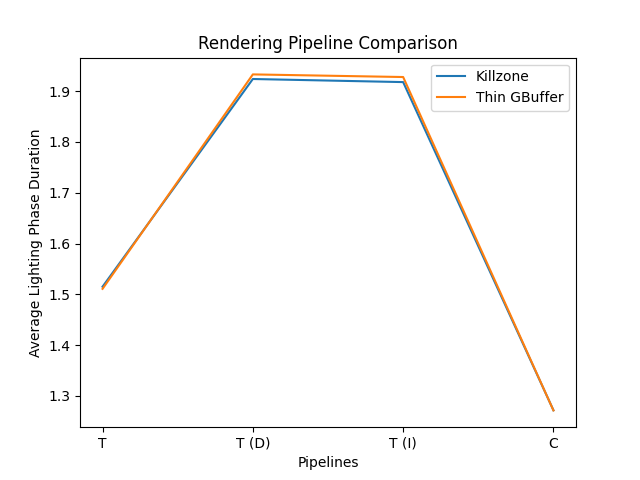 Rendering Pipeline Comparison
Killzone
Thin GBuffer
Average Lighting Phase Duration
1.9
1.8
1.7
1.6
1.5
1.4
1.3
T T (D) T (I) C
Pipelines